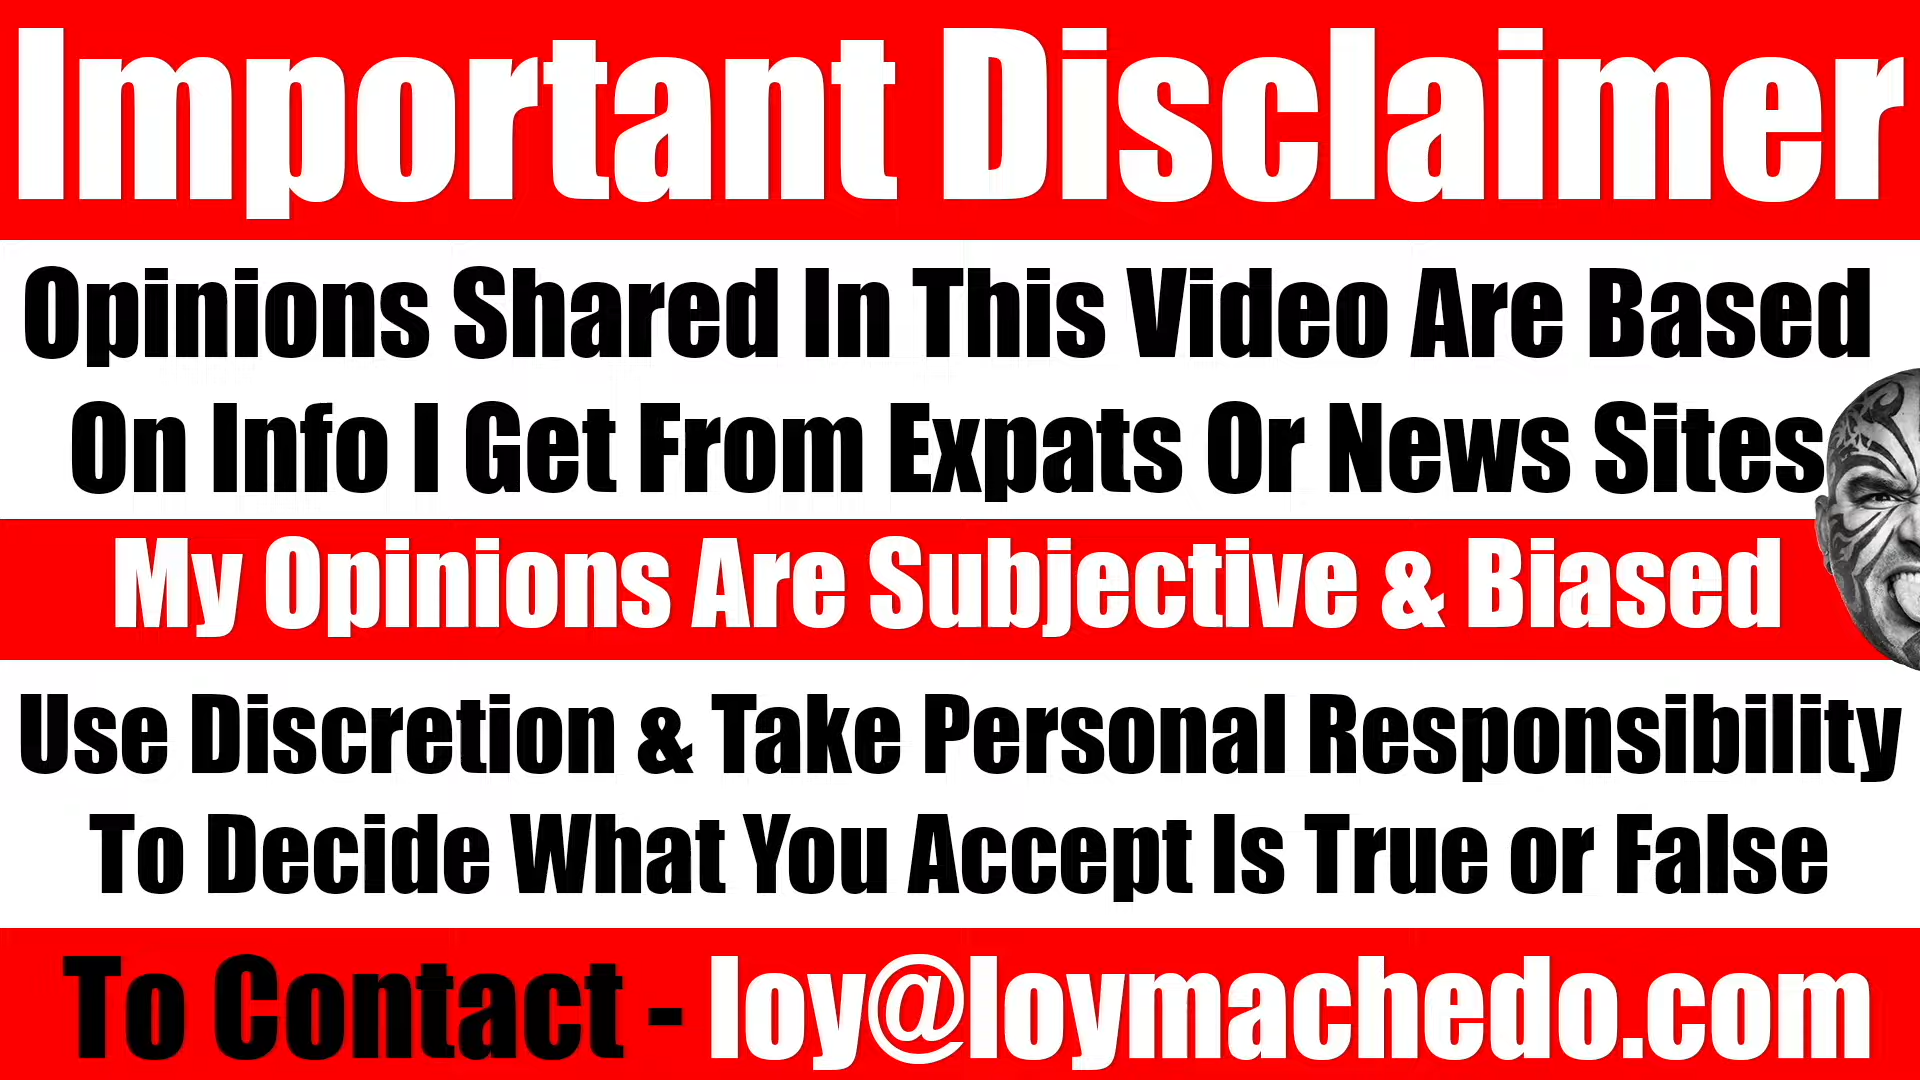 Important Disclaimer
Opinions Shared In This Video Are Based
On Info I Get From Expats Or News Sites
My Opinions Are Subjective & Biased
Use Discretion & Take Personal Responsibility
To Decide What You Accept Is True or False
To Contact - loy@loymachedo.com